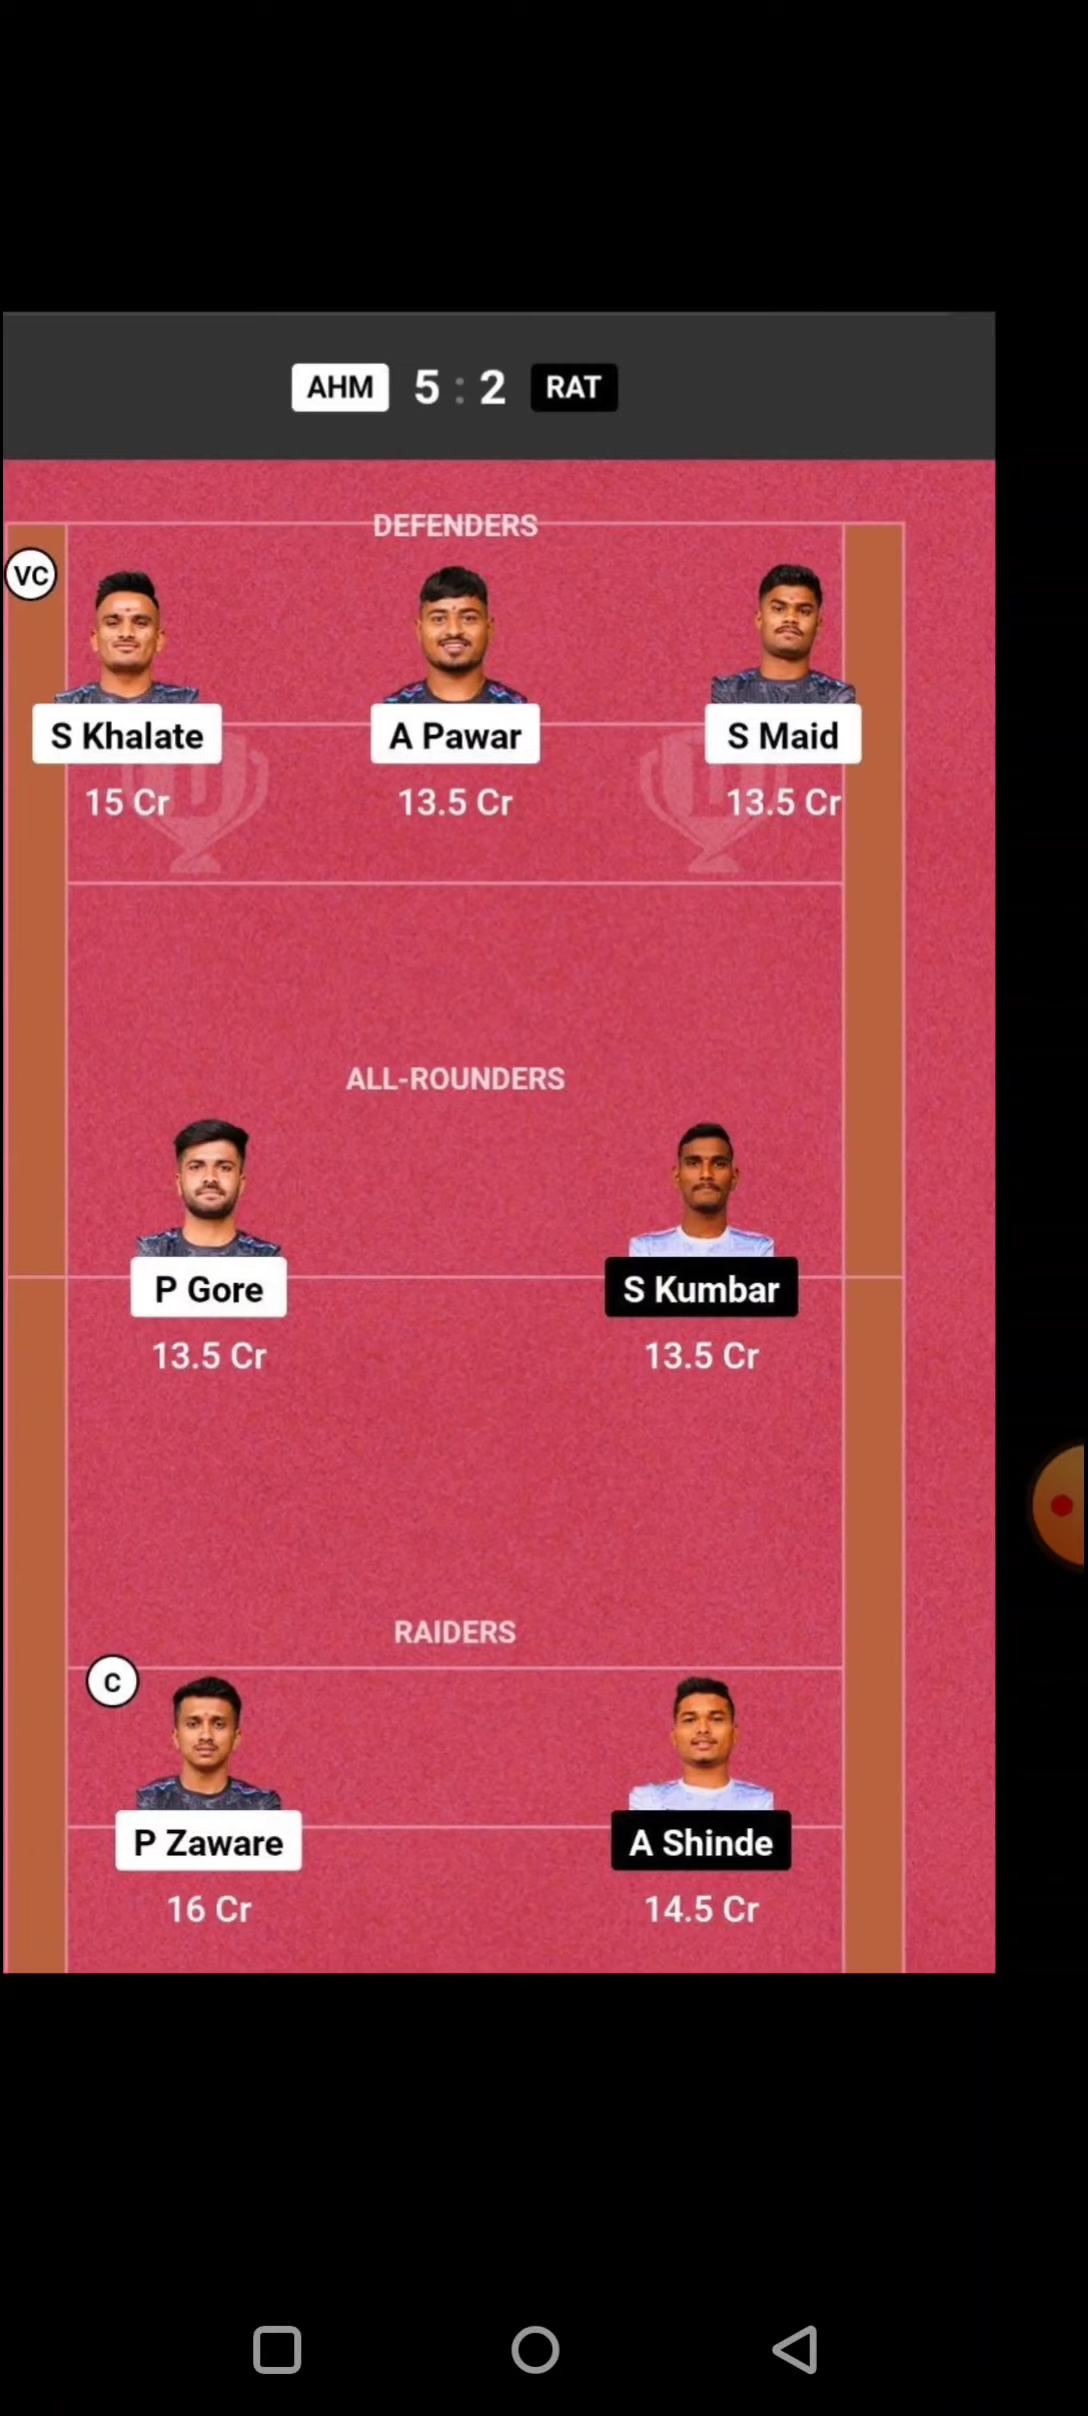 AHM 5 : 2 RAT
DEFENDERS
VC
S Khalate A Pawar S Maid
15 Cr 13.5 Cr 13.5 Cr
ALL-ROUNDERS
P Gore S Kumbar
13.5 Cr 13.5 Cr
RAIDERS
C
P Zaware A Shinde
16 Cr 14.5 Cr